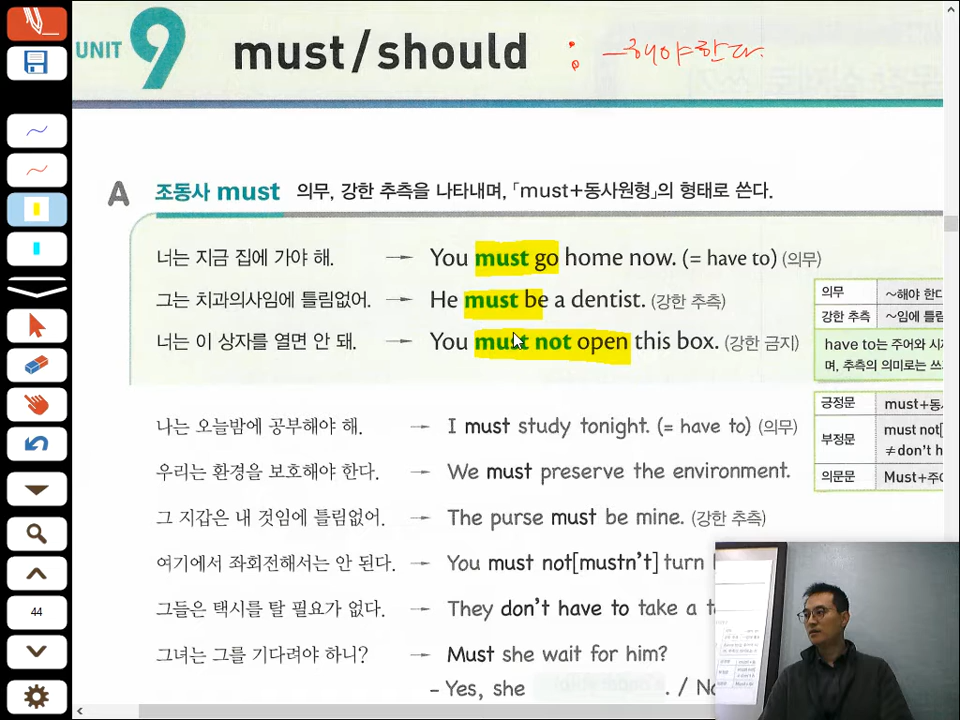 UNIT 9 must/should : ~해야한다.
A 조동사 must 의무, 강한 추측을 나타내며, 「must+동사원형」의 형태로 쓴다.
너는 지금 집에 가야 해. → You must go home now. (= have to) (의무)
그는 치과의사임에 틀림없어. → He must be a dentist. (강한 추측)
너는 이 상자를 열면 안 돼. → You must not open this box. (강한 금지)
의무 ~해야 한다
강한 추측 ~임에 틀림
have to는 주어와 시
며, 추측의 의미로는 쓰
나는 오늘밤에 공부해야 해. → I must study tonight. (= have to) (의무)
우리는 환경을 보호해야 한다. → We must preserve the environment.
그 지갑은 내 것임에 틀림없어. → The purse must be mine. (강한 추측)
여기에서 좌회전해서는 안 된다. → You must not[mustn't] turn
그들은 택시를 탈 필요가 없다. → They don't have to take a t
그녀는 그를 기다려야 하니? → Must she wait for him?
- Yes, she . / No
긍정문 must+동
부정문 must not[
≠don't h
의문문 Must+주
44